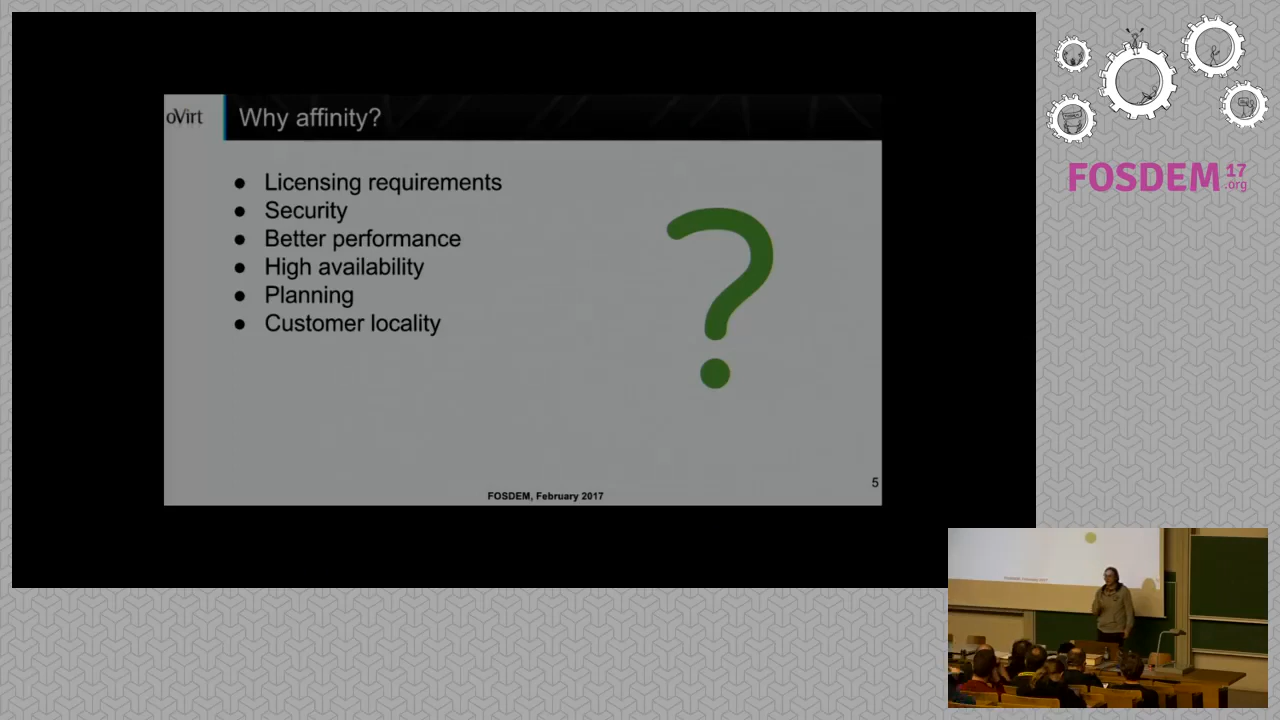 oVirt
Why affinity?
● Licensing requirements
● Security
● Better performance
● High availability
● Planning
● Customer locality
5
FOSDEM, February 2017
FOSDEM 17
.org